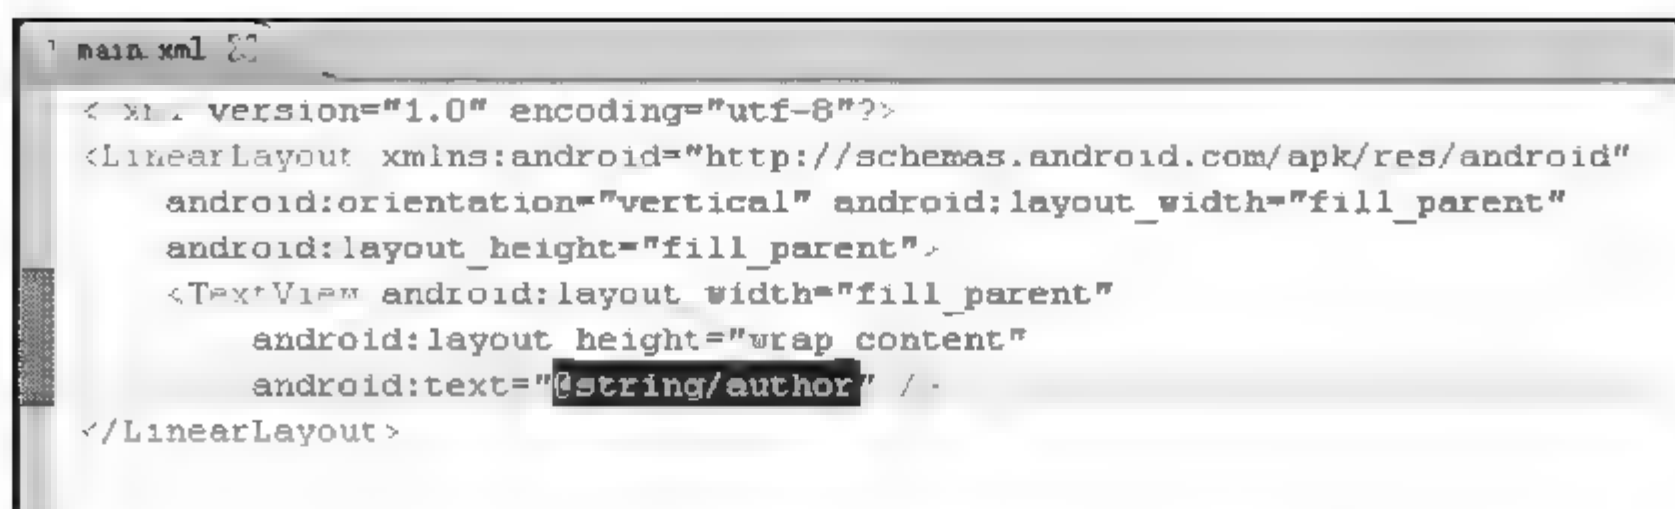 main.xml
<?xml version="1.0" encoding="utf-8"?>
<LinearLayout xmlns:android="http://schemas.android.com/apk/res/android"
android:orientation="vertical" android:layout_width="fill_parent"
android:layout_height="fill_parent">
<TextView android:layout_width="fill_parent"
android:layout_height="wrap_content"
android:text="@string/author" />
</LinearLayout>